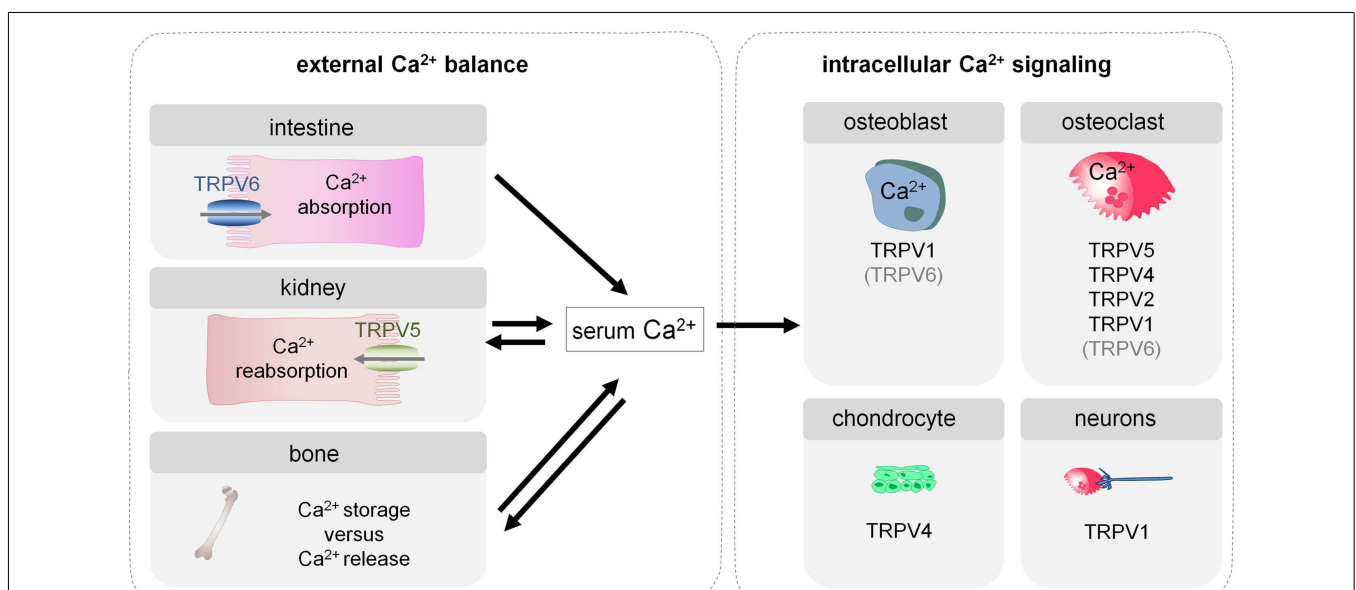 external Ca²⁺ balance
intestine
TRPV6
Ca²⁺
absorption
kidney
TRPV5
Ca²⁺
reabsorption
bone
Ca²⁺ storage
versus
Ca²⁺ release
serum Ca²⁺
intracellular Ca²⁺ signaling
osteoblast
Ca²⁺
TRPV1
(TRPV6)
osteoclast
Ca²⁺
TRPV5
TRPV4
TRPV2
TRPV1
(TRPV6)
chondrocyte
TRPV4
neurons
TRPV1